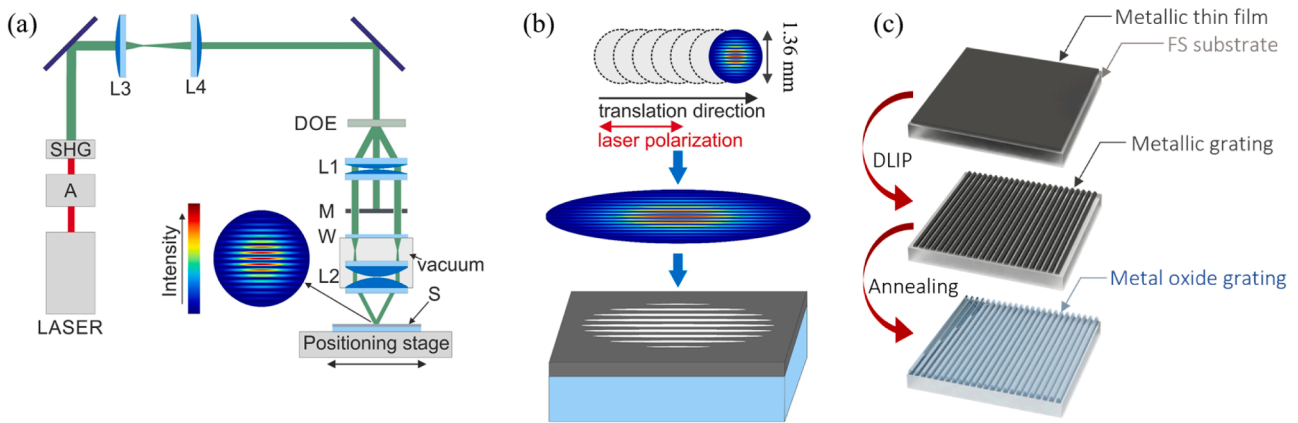 (a)
L3
L4
SHG
A
LASER
Intensity
DOE
L1
M
W
L2
vacuum
S
Positioning stage
(b)
1.36 mm
translation direction
laser polarization
(c)
Metallic thin film
FS substrate
DLIP
Metallic grating
Annealing
Metal oxide grating